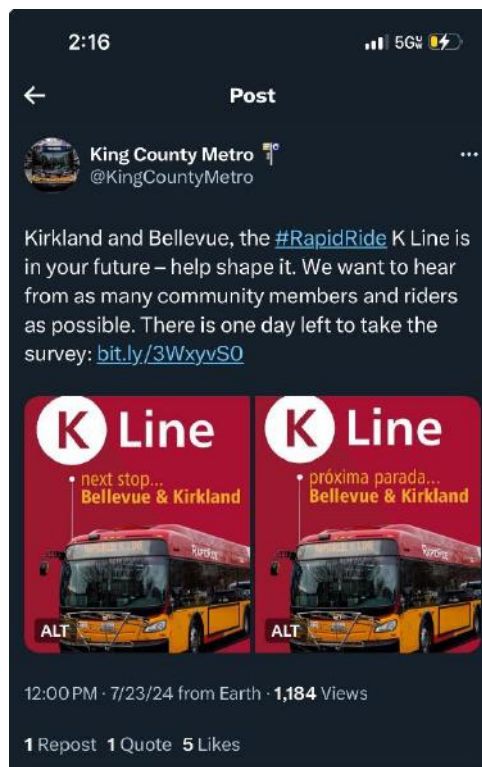 2:16
5G
Post
King County Metro
@KingCountyMetro
Kirkland and Bellevue, the #RapidRide K Line is
in your future – help shape it. We want to hear
from as many community members and riders
as possible. There is one day left to take the
survey: bit.ly/3WxyvS0
K Line
next stop...
Bellevue & Kirkland
RAPIDRIDE
ALT
K Line
próxima parada...
Bellevue & Kirkland
RAPIDRIDE
ALT
12:00 PM · 7/23/24 from Earth · 1,184 Views
1 Repost 1 Quote 5 Likes